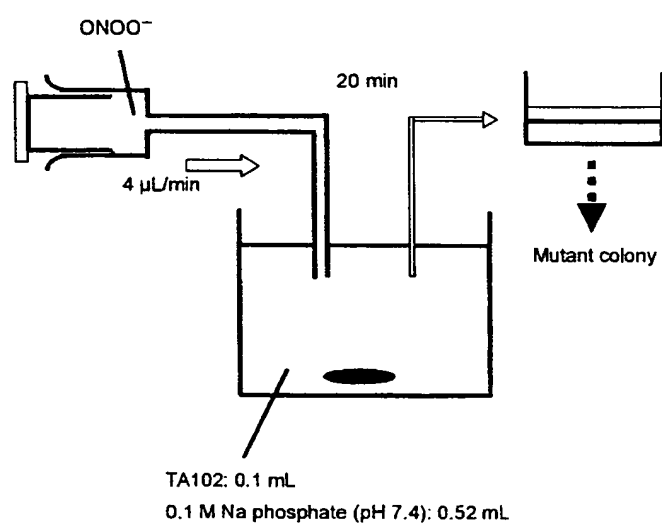 ONOO⁻
20 min
4 µL/min
Mutant colony
TA102: 0.1 mL
0.1 M Na phosphate (pH 7.4): 0.52 mL